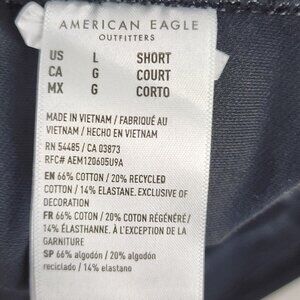 AMERICAN EAGLE
OUTFITTERS
US L SHORT
CA G COURT
MX G CORTO
MADE IN VIETNAM / FABRIQUÉ AU
VIETNAM / HECHO EN VIETNAM
RN 54485 / CA 03873
RFC# AEM120605U9A
EN 66% COTTON / 20% RECYCLED
COTTON / 14% ELASTANE. EXCLUSIVE OF
DECORATION
FR 66% COTON / 20% COTON RÉGÉNÉRÉ /
14% ÉLASTHANNE. À L'EXCEPTION DE LA
GARNITURE
SP 66% algodón / 20% algodón
reciclado / 14% elastano